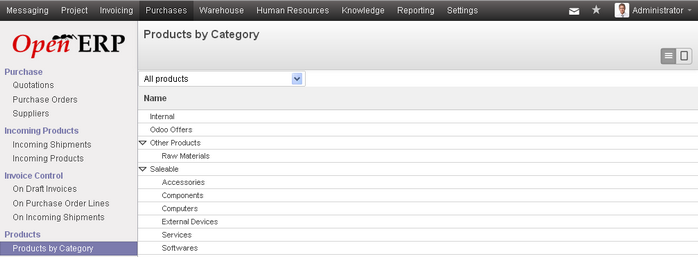 Messaging Project Invoicing Purchases Warehouse Human Resources Knowledge Reporting Settings Administrator
Open ERP
Purchase
Quotations
Purchase Orders
Suppliers
Incoming Products
Incoming Shipments
Incoming Products
Invoice Control
On Draft Invoices
On Purchase Order Lines
On Incoming Shipments
Products
Products by Category
Products by Category
All products
Name
Internal
Odoo Offers
Other Products
Raw Materials
Saleable
Accessories
Components
Computers
External Devices
Services
Softwares